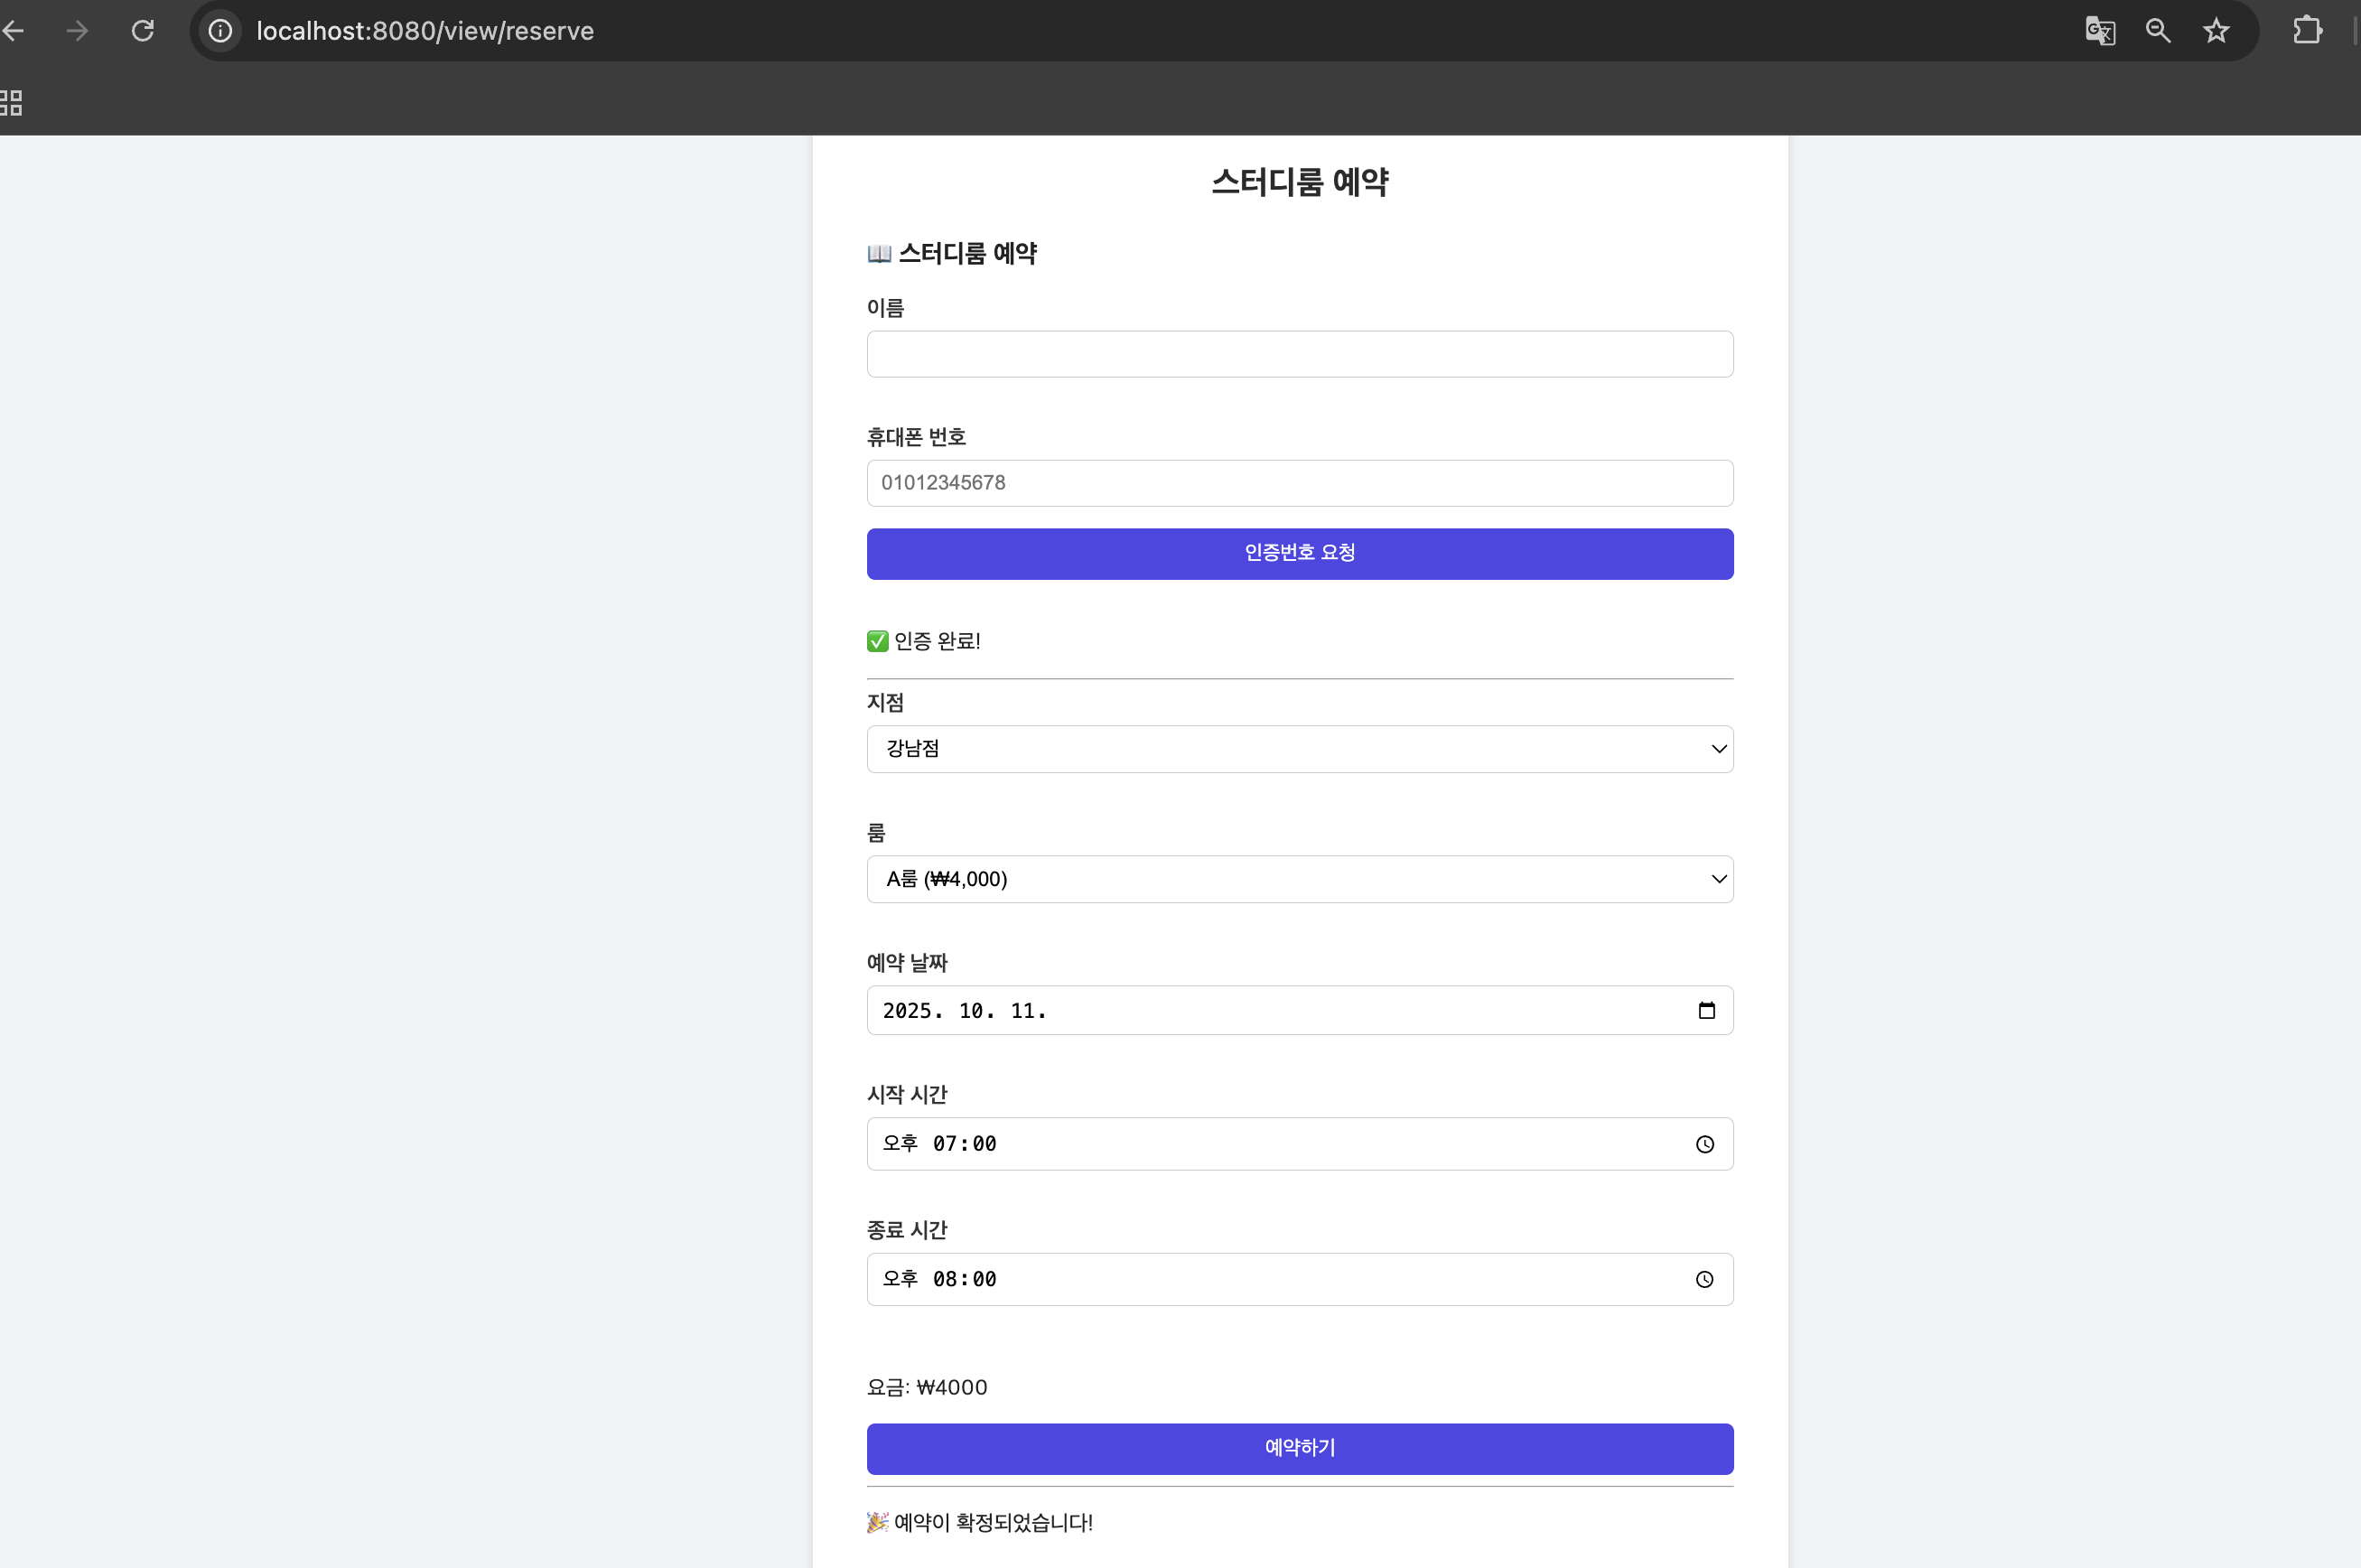 localhost:8080/view/reserve
스터디룸 예약
📖 스터디룸 예약
이름
휴대폰 번호
01012345678
인증번호 요청
✅ 인증 완료!
지점
강남점
룸
A룸 (₩4,000)
예약 날짜
2025. 10. 11.
시작 시간
오후 07:00
종료 시간
오후 08:00
요금: ₩4000
예약하기
🎉 예약이 확정되었습니다!